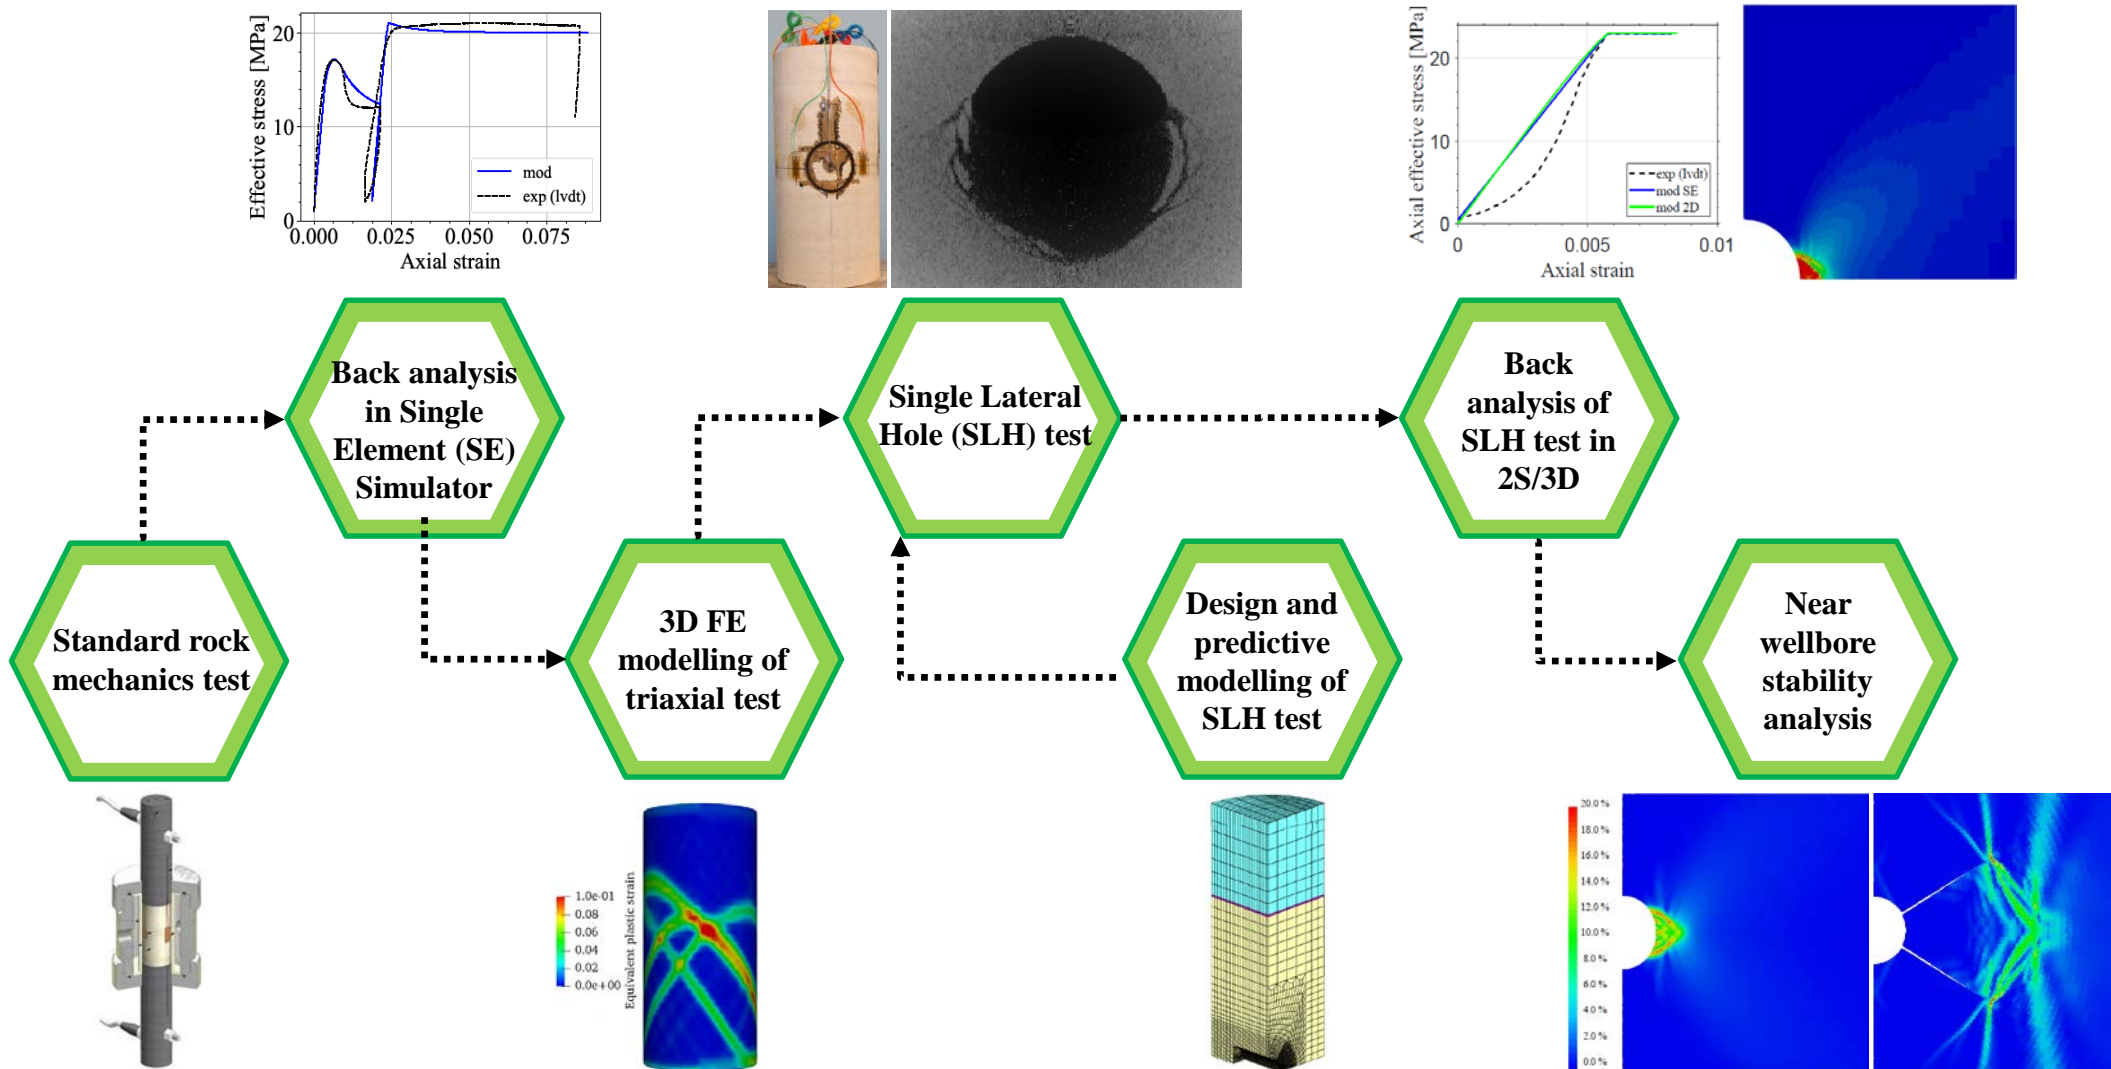 Effective stress [MPa]
20
10
0
0.000 0.025 0.050 0.075
Axial strain
mod
exp (lvdt)
Axial effective stress [MPa]
20
10
0
0 0.005 0.01
Axial strain
exp (lvdt)
mod SE
mod 2D
Back analysis
in Single
Element (SE)
Simulator
Single Lateral
Hole (SLH) test
Back
analysis of
SLH test in
2S/3D
Standard rock
mechanics test
3D FE
modelling of
triaxial test
Design and
predictive
modelling of
SLH test
Near
wellbore
stability
analysis
1.0e-01
0.08
0.06
0.04
0.02
0.0e+00
Equivalent plastic strain
20.0 %
18.0 %
16.0 %
14.0 %
12.0 %
10.0 %
8.0 %
6.0 %
4.0 %
2.0 %
0.0 %